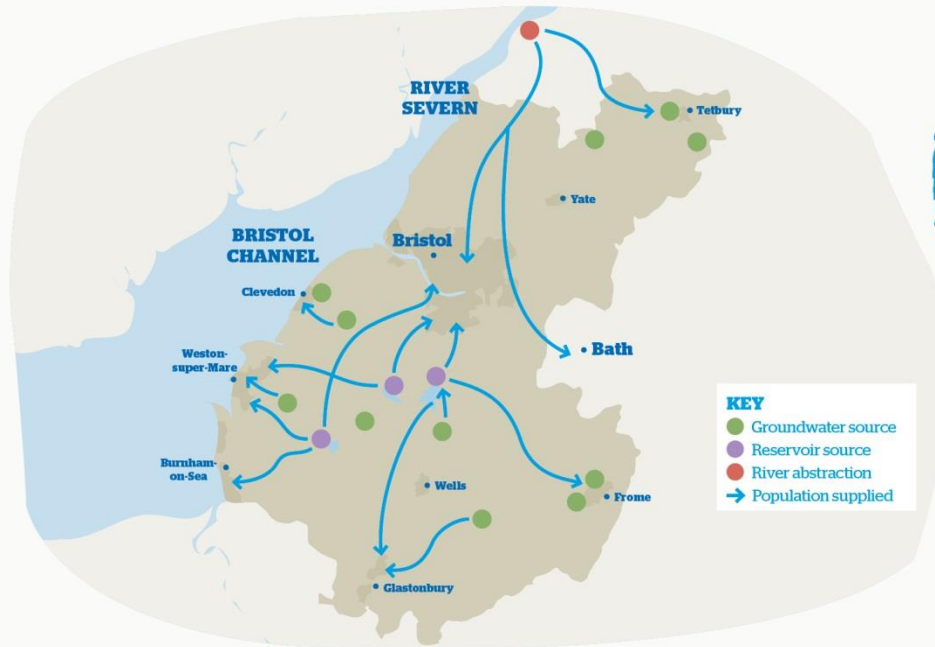 RIVER
SEVERN
Tetbury
Yate
BRISTOL
CHANNEL
Bristol
Clevedon
Bath
Weston-
super-Mare
Burnham-
on-Sea
Wells
Frome
Glastonbury
KEY
Groundwater source
Reservoir source
River abstraction
Population supplied